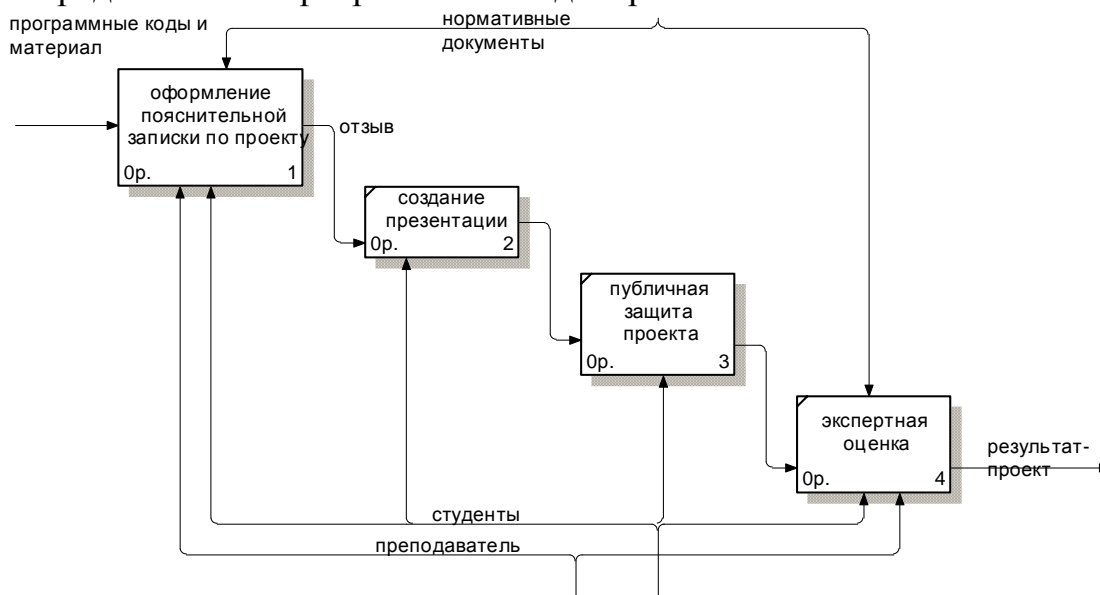 программные коды и
материал
нормативные
документы
оформление
пояснительной
записки по проекту
0р. 1
отзыв
создание
презентации
0р. 2
публичная
защита
проекта
0р. 3
экспертная
оценка
0р. 4
результат-
проект
студенты
преподаватель